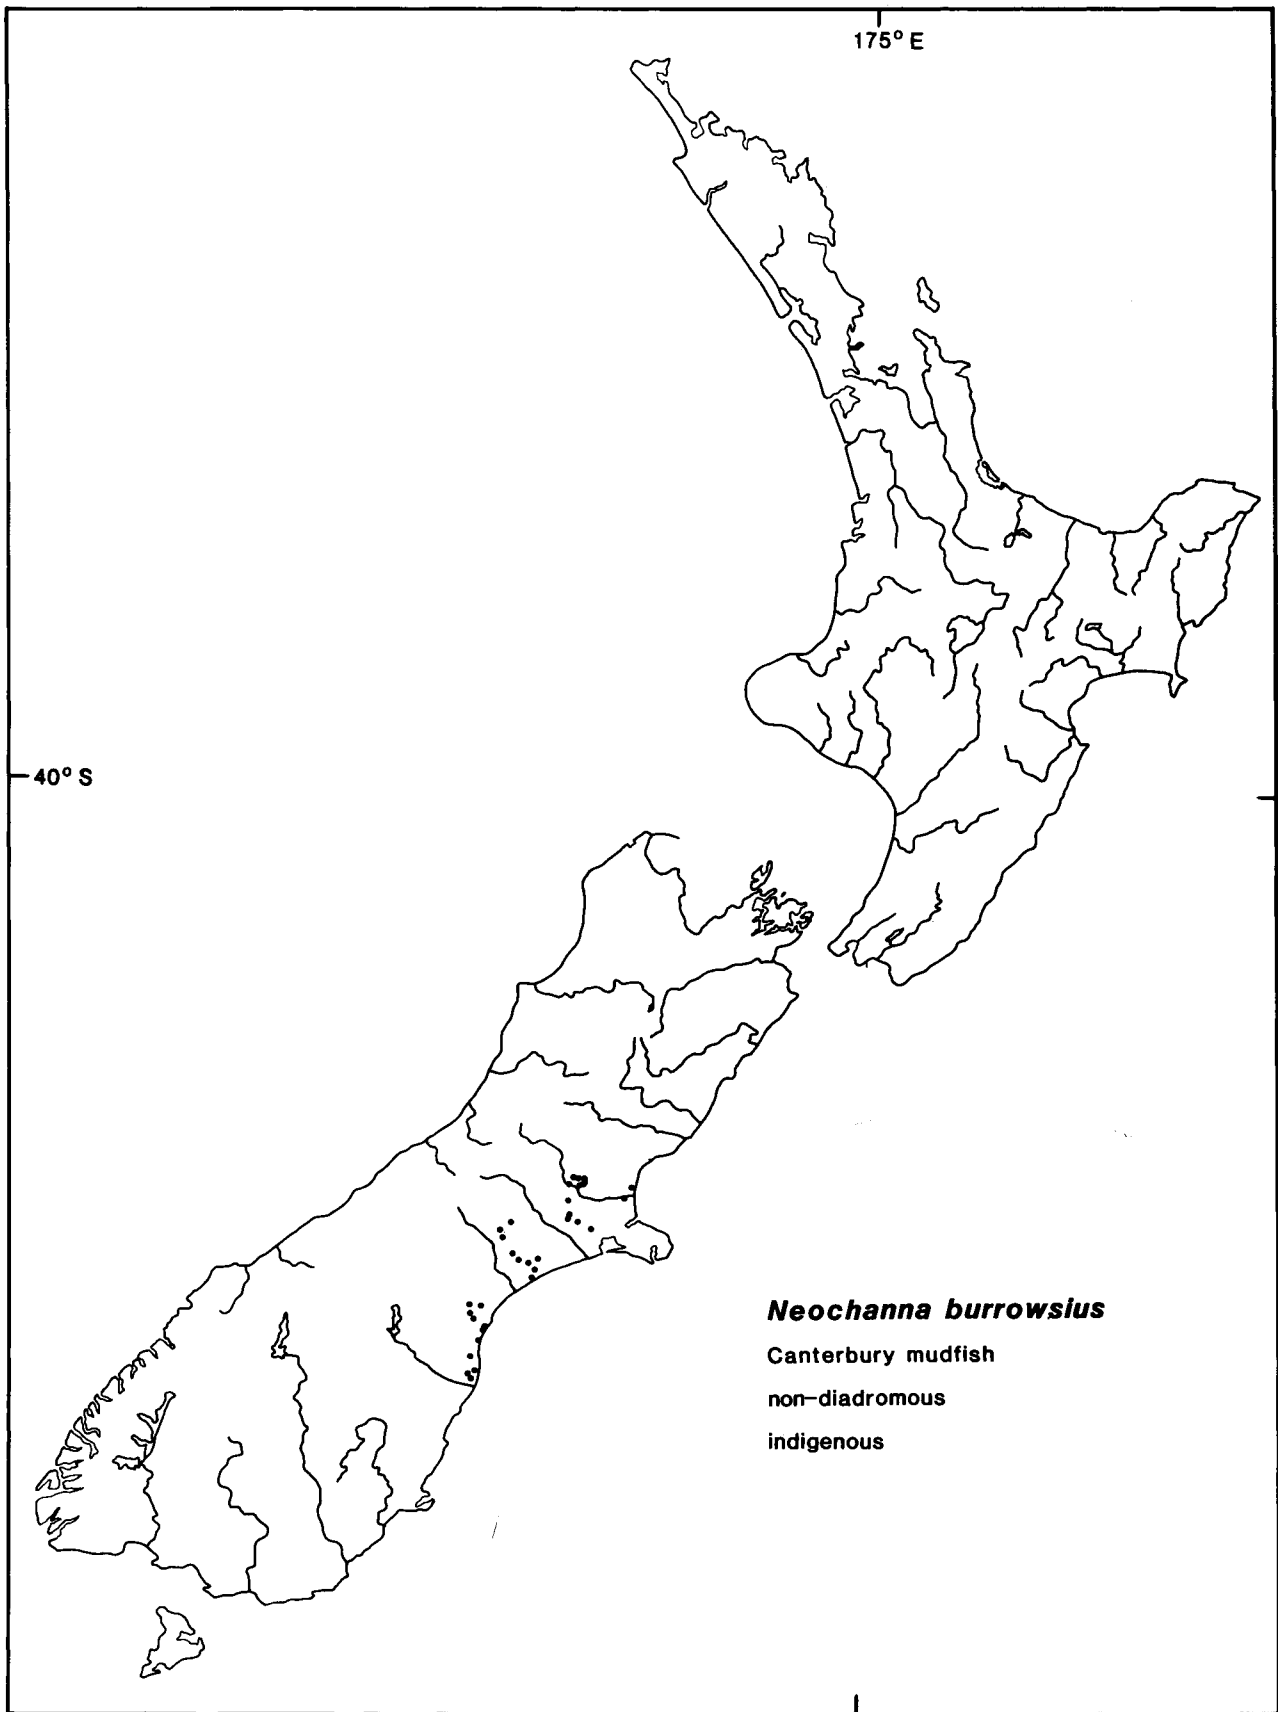 175° E
40° S
Neochanna burrowsius
Canterbury mudfish
non-diadromous
indigenous